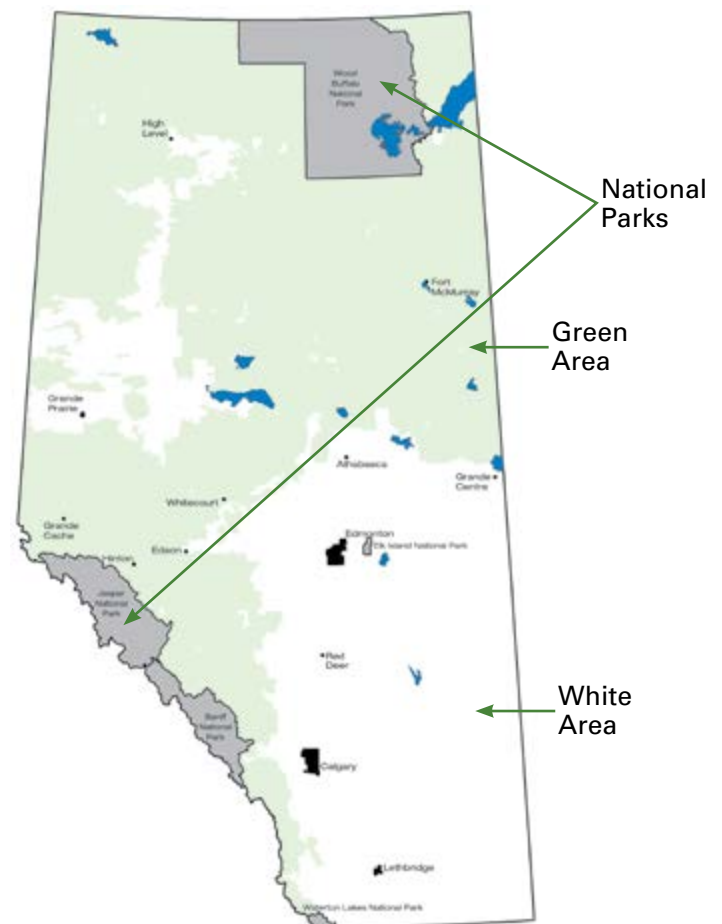 Wood
Buffalo
National
Park
High
Level
National
Parks
Fort
McMurray
Green
Area
Grande
Prairie
Athabasca
Grande
Centre
Whitecourt
Grande
Cache
Edmonton
Elk Island National Park
Edson
Hinton
Jasper
National
Park
Red
Deer
White
Area
Banff
National
Park
Calgary
Lethbridge
Waterton Lakes National Park